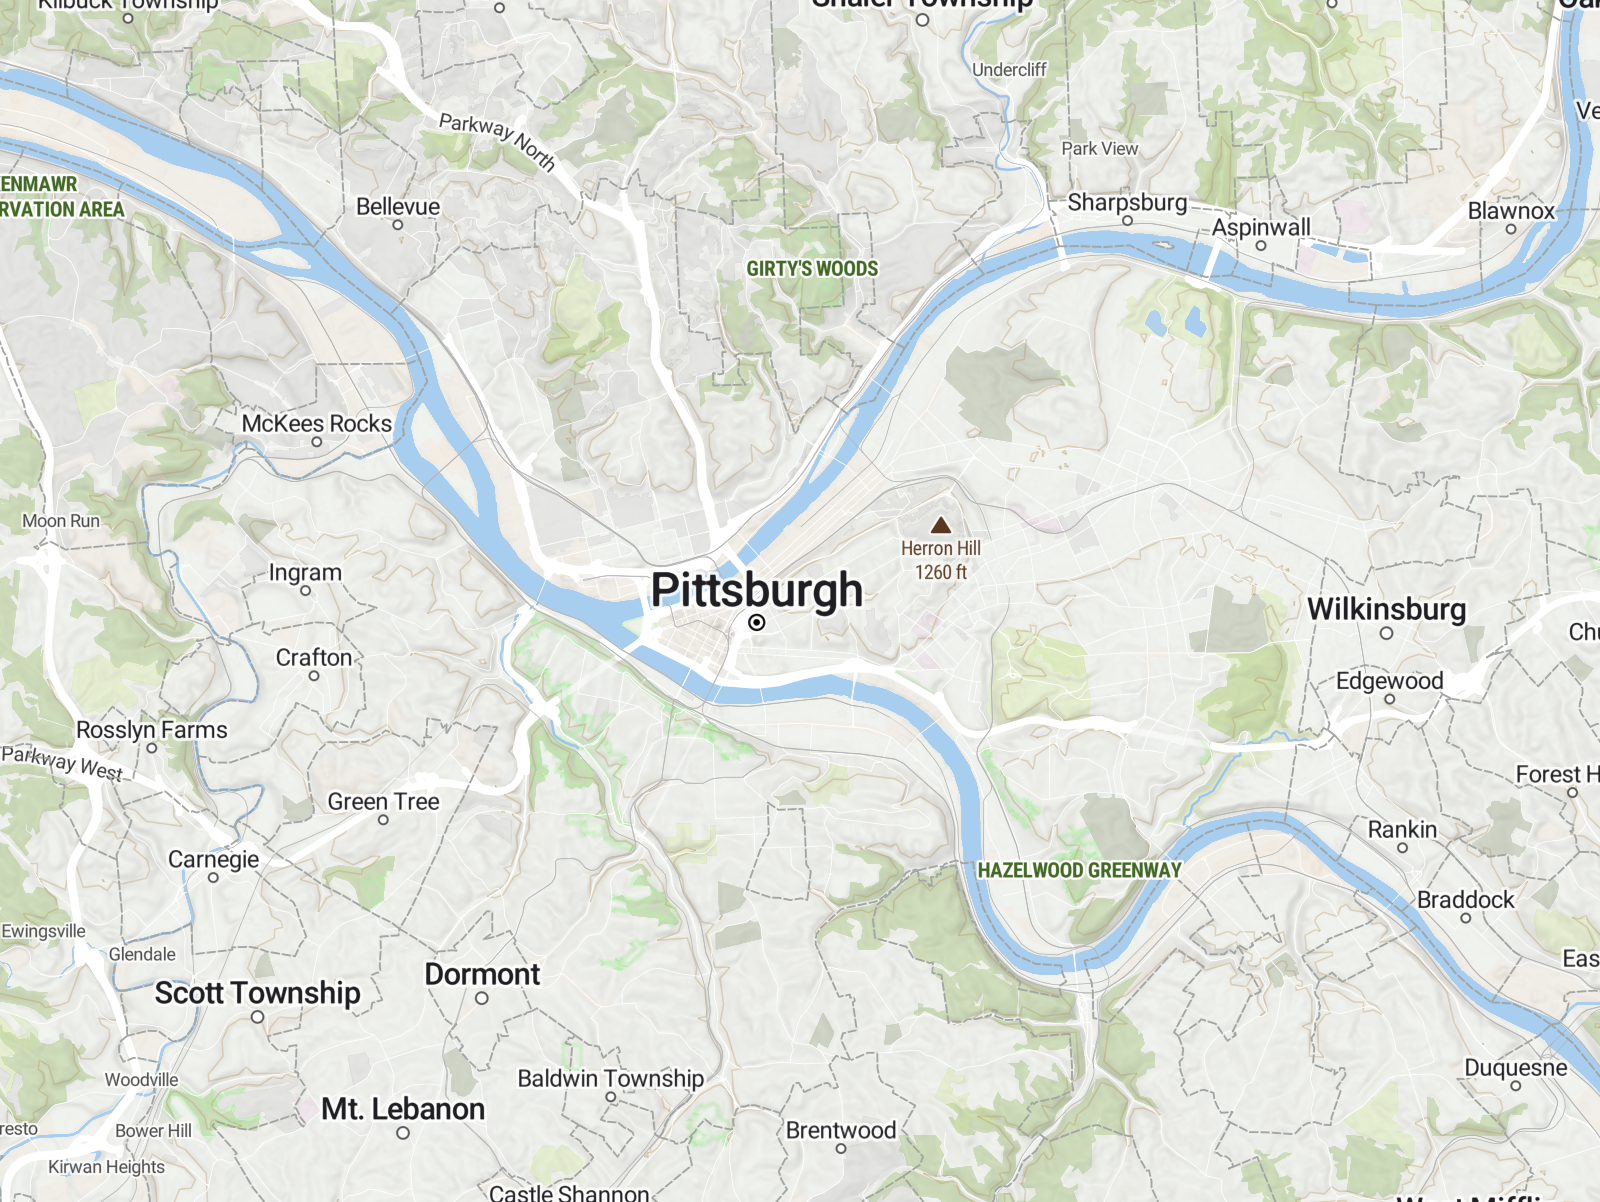 Kilbuck Township
Shaler Township
Undercliff
Parkway North
Park View
ENMAWR
RVATION AREA
Bellevue
Sharpsburg
Aspinwall
Blawnox
GIRTY'S WOODS
McKees Rocks
Moon Run
Herron Hill
1260 ft
Ingram
Pittsburgh
Wilkinsburg
Crafton
Edgewood
Rosslyn Farms
Parkway West
Forest H
Green Tree
Rankin
Carnegie
HAZELWOOD GREENWAY
Braddock
Ewingsville
Glendale
Eas
Scott Township
Dormont
Woodville
Baldwin Township
Duquesne
Mt. Lebanon
resto
Bower Hill
Brentwood
Kirwan Heights
Castle Shannon